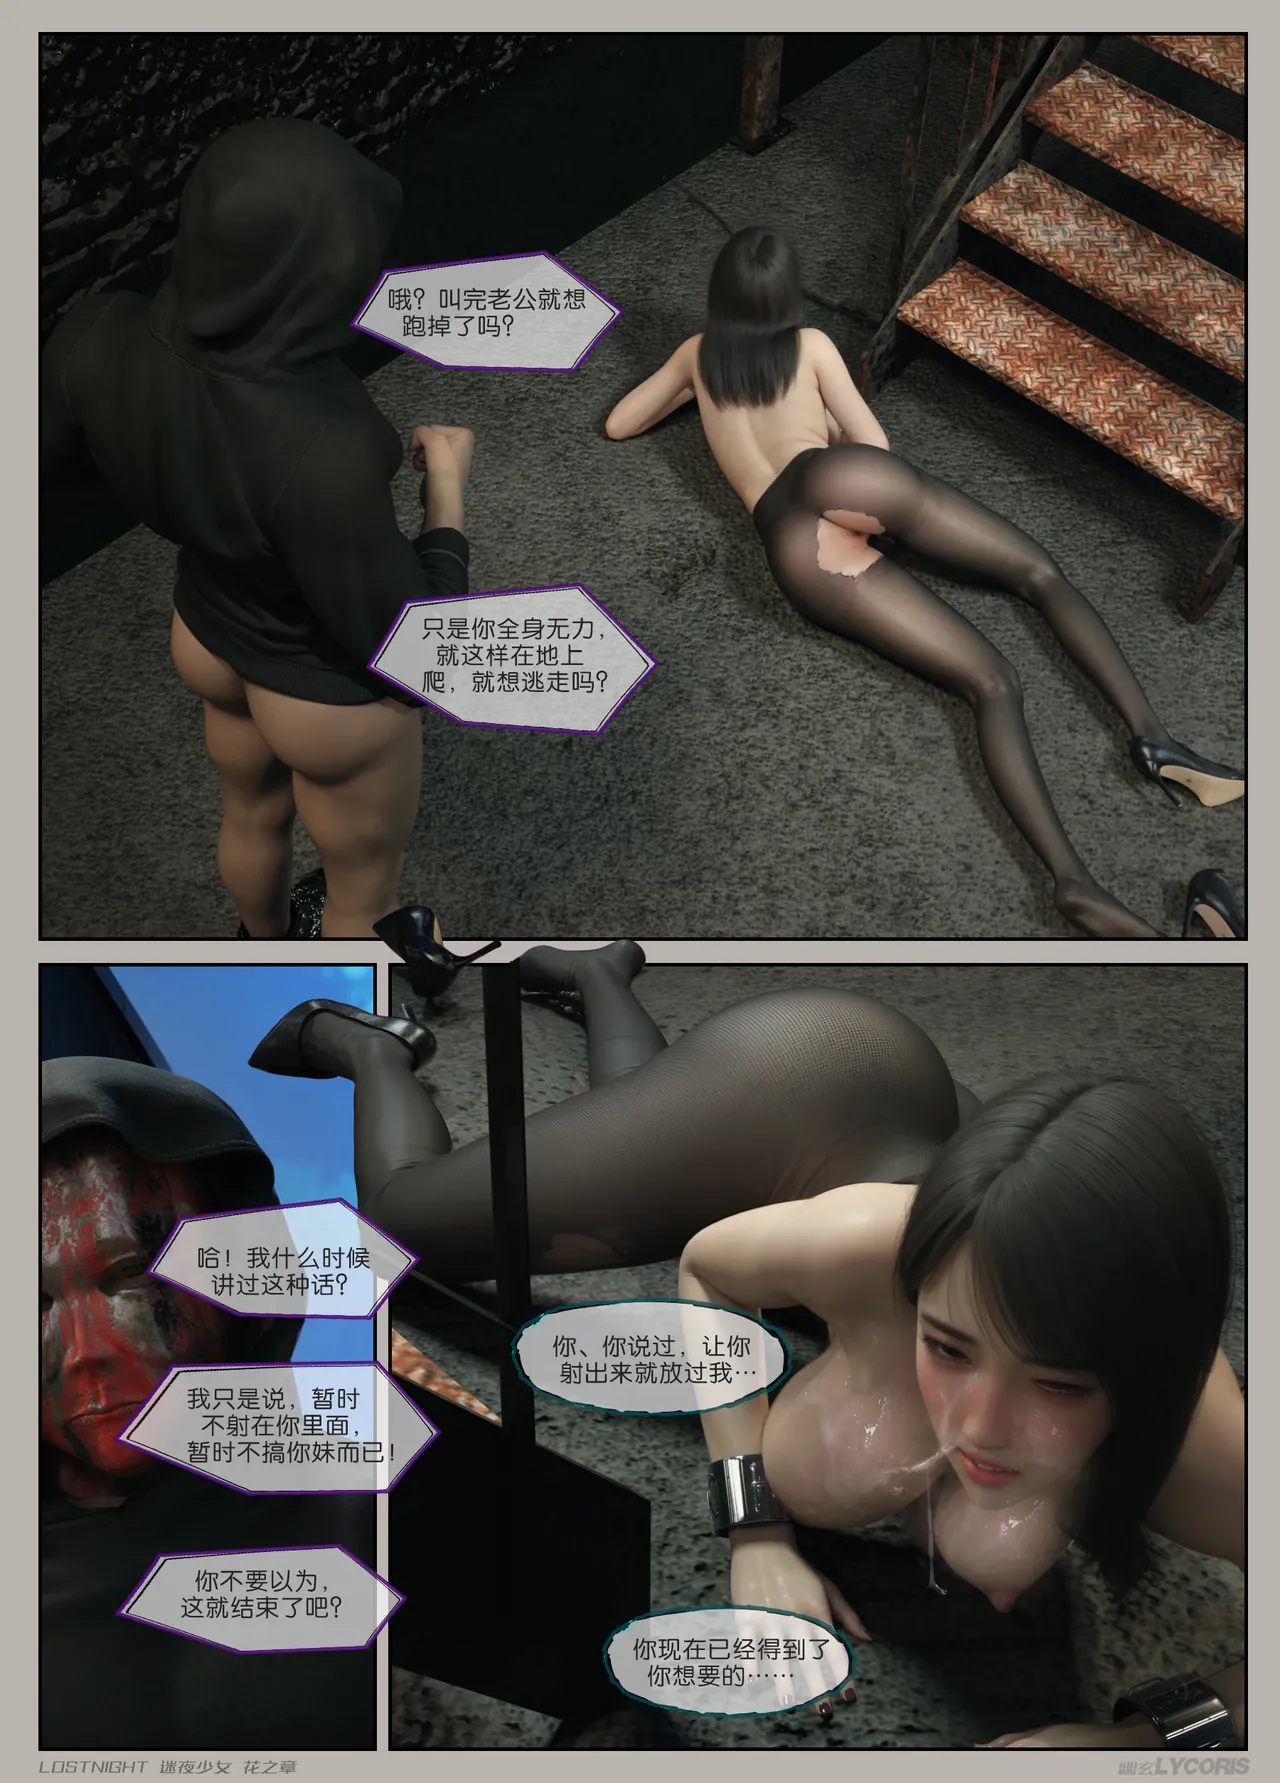 哦？叫完老公就想
跑掉了吗？
只是你全身无力，
就这样在地上
爬，就想逃走吗？
哈！我什么时候
讲过这种话？
我只是说，暂时
不射在你里面，
暂时不搞你妹而已！
你不要以为，
这就结束了吧？
你、你说过，让你
射出来就放过我…
你现在已经得到了
你想要的……
LOSTNIGHT 迷夜少女 花之章
幽玄LYCORIS